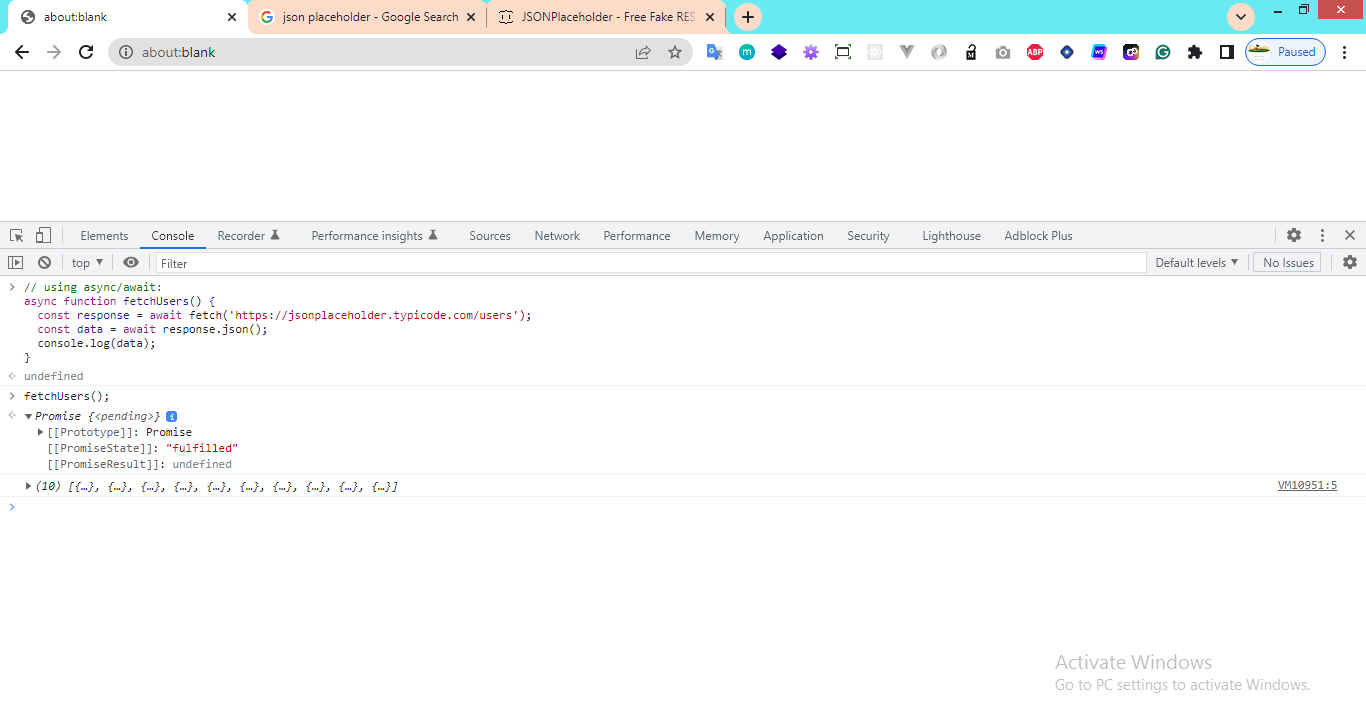 about:blank
json placeholder - Google Search
JSONPlaceholder - Free Fake RES
about:blank
ABP
Paused
Elements Console Recorder Performance insights Sources Network Performance Memory Application Security Lighthouse Adblock Plus
top Filter Default levels No Issues
// using async/await:
async function fetchUsers() {
const response = await fetch('https://jsonplaceholder.typicode.com/users');
const data = await response.json();
console.log(data);
}
undefined
fetchUsers();
Promise {<pending>} i
[[Prototype]]: Promise
[[PromiseState]]: "fulfilled"
[[PromiseResult]]: undefined
(10) [{…}, {…}, {…}, {…}, {…}, {…}, {…}, {…}, {…}, {…}] VM10951:5
Activate Windows
Go to PC settings to activate Windows.